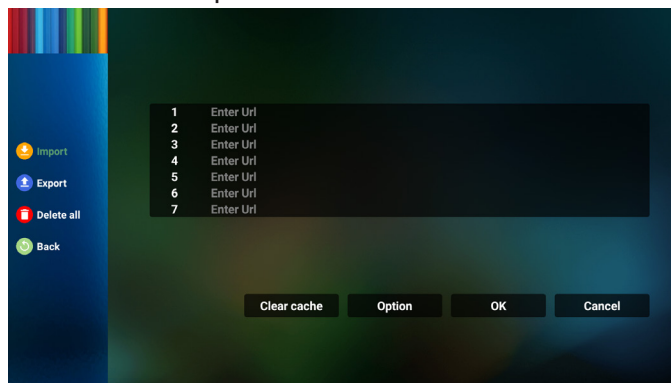 Import
Export
Delete all
Back
1 Enter Url
2 Enter Url
3 Enter Url
4 Enter Url
5 Enter Url
6 Enter Url
7 Enter Url
Clear cache Option OK Cancel